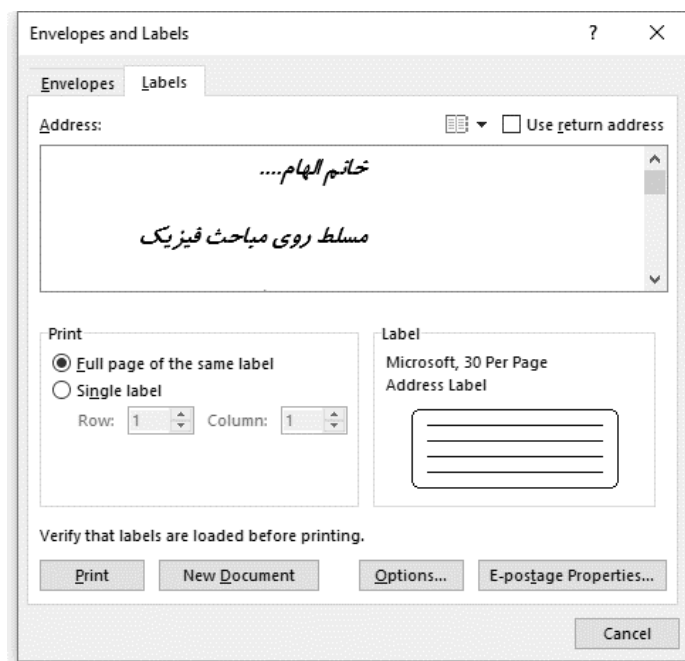 Envelopes and Labels
?
Envelopes
Labels
Address:
Use return address
خانم الهام....
مسلط روی مباحث فیزیک
Print
Full page of the same label
Single label
Row: 1 Column: 1
Label
Microsoft, 30 Per Page
Address Label
Verify that labels are loaded before printing.
Print
New Document
Options...
E-postage Properties...
Cancel